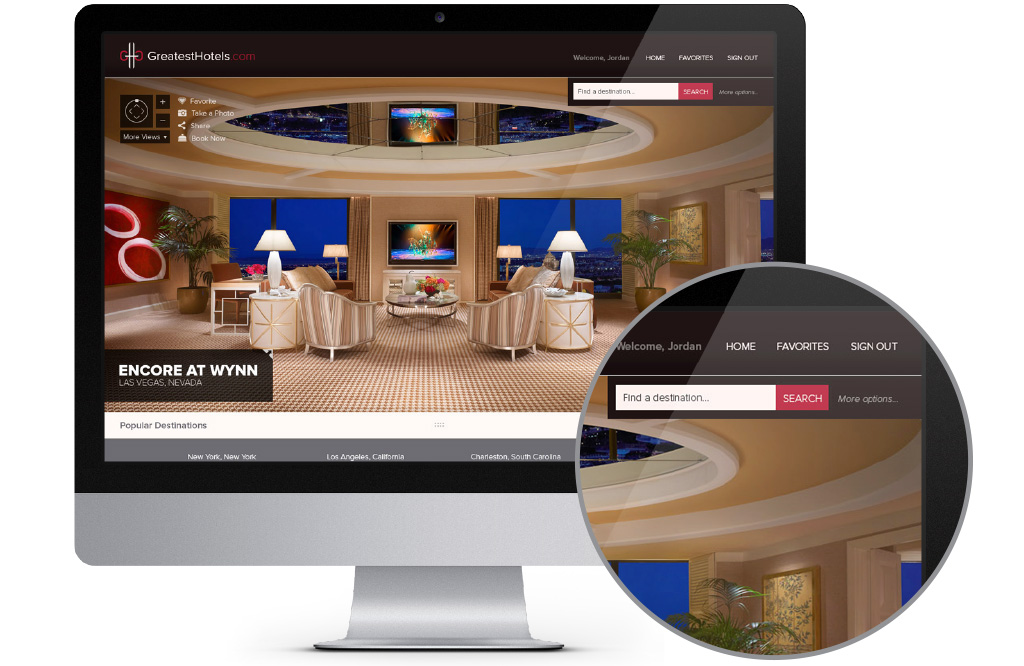 GreatestHotels.com
Welcome, Jordan HOME FAVORITES SIGN OUT
Find a destination... SEARCH More options...
+
−
More Views ▾
Favorite
Take a Photo
Share
Book Now
ENCORE AT WYNN
LAS VEGAS, NEVADA
Popular Destinations
New York, New York Los Angeles, California Charleston, South Carolina
Welcome, Jordan HOME FAVORITES SIGN OUT
Find a destination... SEARCH More options...